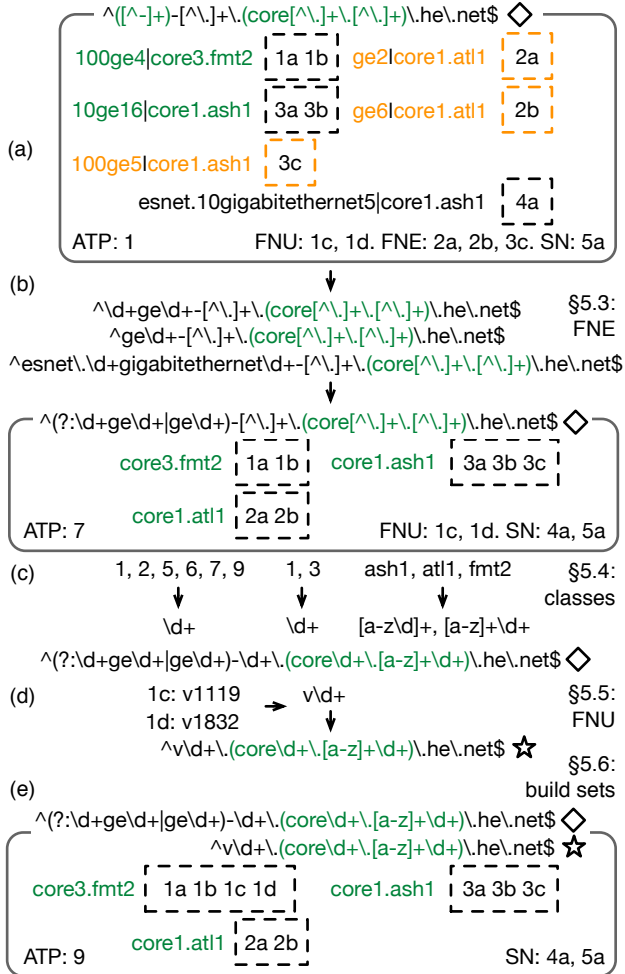 ^([^-]+)-[^\.]+\.(core[^\.]+\.[^\.]+)\.he\.net$
100ge4|core3.fmt2 1a 1b ge2|core1.atl1 2a
10ge16|core1.ash1 3a 3b ge6|core1.atl1 2b
(a)
100ge5|core1.ash1 3c
esnet.10gigabitethernet5|core1.ash1 4a
ATP: 1 FNU: 1c, 1d. FNE: 2a, 2b, 3c. SN: 5a
(b)
^\d+ge\d+-[^\.]+\.(core[^\.]+\.[^\.]+)\.he\.net$ §5.3:
^ge\d+-[^\.]+\.(core[^\.]+\.[^\.]+)\.he\.net$ FNE
^esnet\.\d+gigabitethernet\d+-[^\.]+\.(core[^\.]+\.[^\.]+)\.he\.net$
^(?:\d+ge\d+|ge\d+)-[^\.]+\.(core[^\.]+\.[^\.]+)\.he\.net$
core3.fmt2 1a 1b core1.ash1 3a 3b 3c
core1.atl1 2a 2b
ATP: 7 FNU: 1c, 1d. SN: 4a, 5a
(c) 1, 2, 5, 6, 7, 9 1, 3 ash1, atl1, fmt2 §5.4:
classes
\d+ \d+ [a-z\d]+, [a-z]+\d+
^(?:\d+ge\d+|ge\d+)-\d+\.(core\d+\.[a-z]+\d+)\.he\.net$
(d) 1c: v1119 v\d+ §5.5:
1d: v1832 FNU
^v\d+\.(core\d+\.[a-z]+\d+)\.he\.net$
§5.6:
(e) build sets
^(?:\d+ge\d+|ge\d+)-\d+\.(core\d+\.[a-z]+\d+)\.he\.net$
^v\d+\.(core\d+\.[a-z]+\d+)\.he\.net$
core3.fmt2 1a 1b 1c 1d core1.ash1 3a 3b 3c
core1.atl1 2a 2b
ATP: 9 SN: 4a, 5a